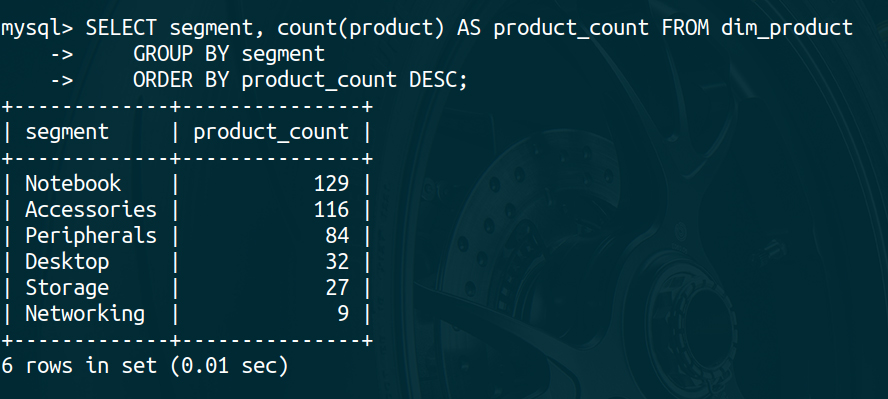 mysql> SELECT segment, count(product) AS product_count FROM dim_product
    ->     GROUP BY segment
    ->     ORDER BY product_count DESC;
+-------------+---------------+
| segment     | product_count |
+-------------+---------------+
| Notebook    |           129 |
| Accessories |           116 |
| Peripherals |            84 |
| Desktop     |            32 |
| Storage     |            27 |
| Networking  |             9 |
+-------------+---------------+
6 rows in set (0.01 sec)